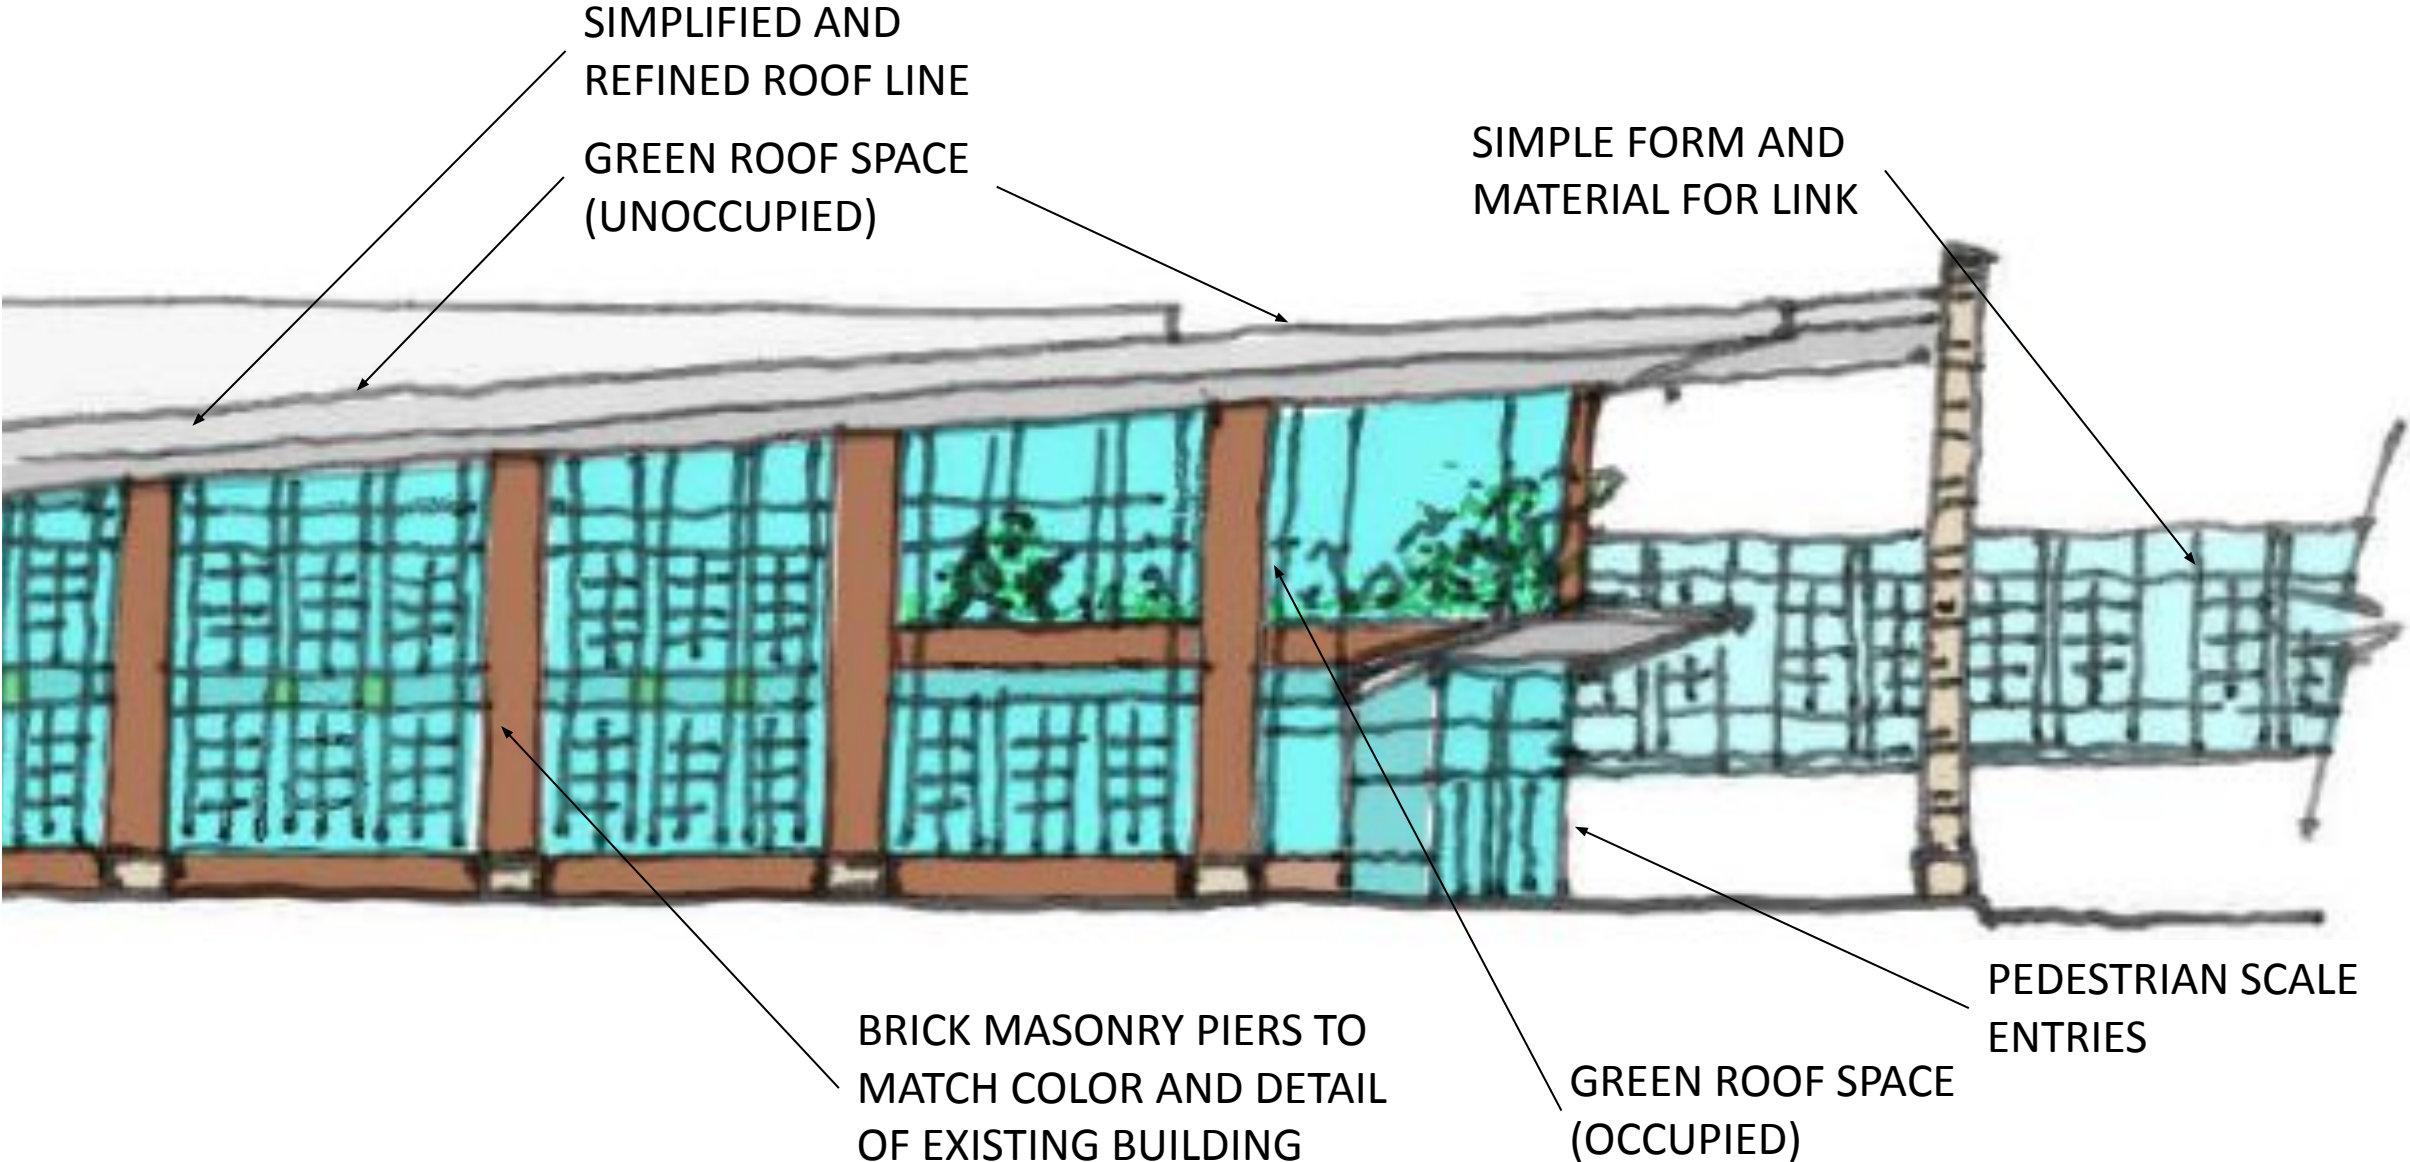 SIMPLIFIED AND
REFINED ROOF LINE
GREEN ROOF SPACE
(UNOCCUPIED)
SIMPLE FORM AND
MATERIAL FOR LINK
BRICK MASONRY PIERS TO
MATCH COLOR AND DETAIL
OF EXISTING BUILDING
GREEN ROOF SPACE
(OCCUPIED)
PEDESTRIAN SCALE
ENTRIES